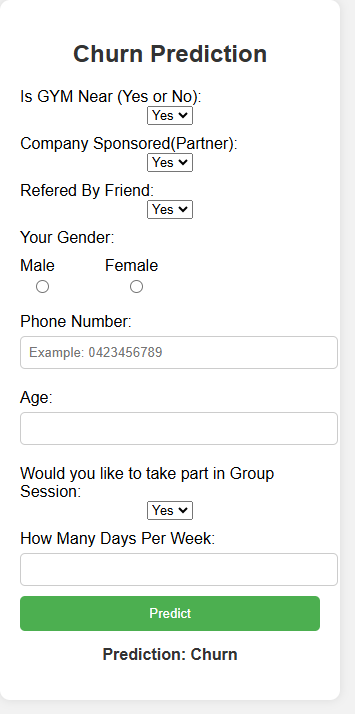 Churn Prediction
Is GYM Near (Yes or No):
Yes
Company Sponsored(Partner):
Yes
Refered By Friend:
Yes
Your Gender:
Male Female
Phone Number:
Example: 0423456789
Age:
Would you like to take part in Group
Session:
Yes
How Many Days Per Week:
Predict
Prediction: Churn